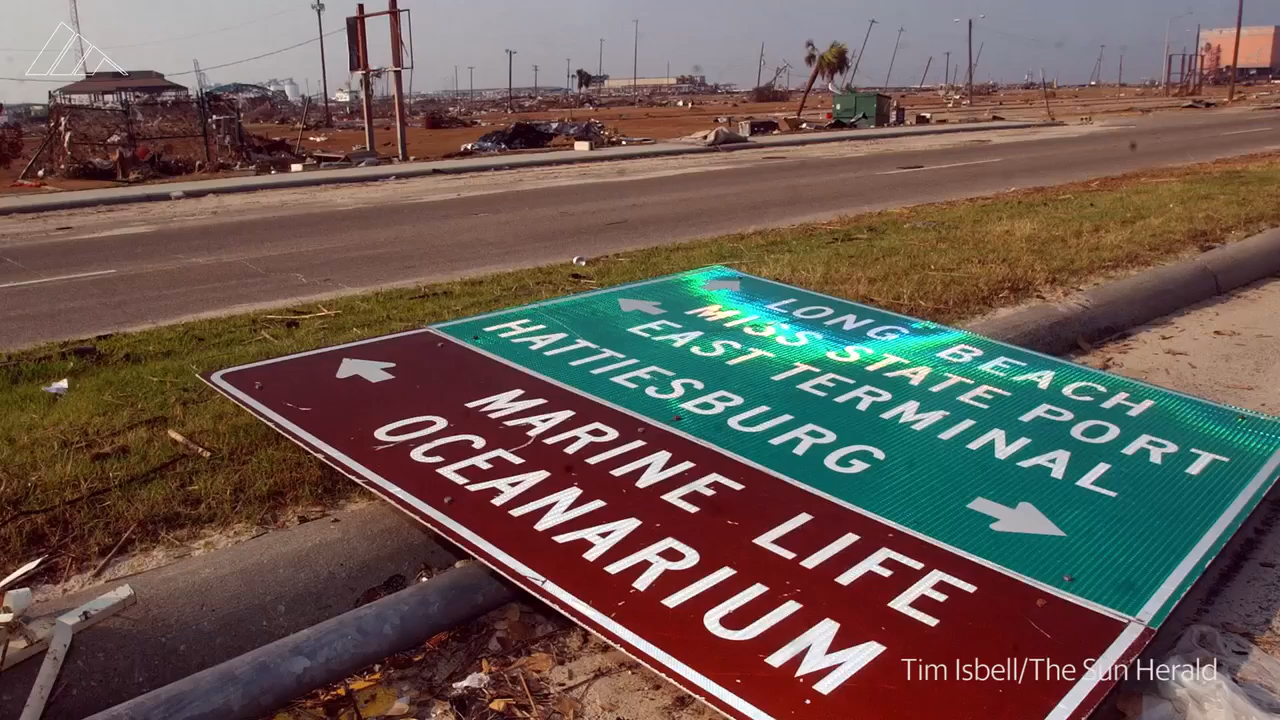 LONG BEACH
MISS STATE PORT
EAST TERMINAL
HATTIESBURG
MARINE LIFE
OCEANARIUM
Tim Isbell/The Sun Herald